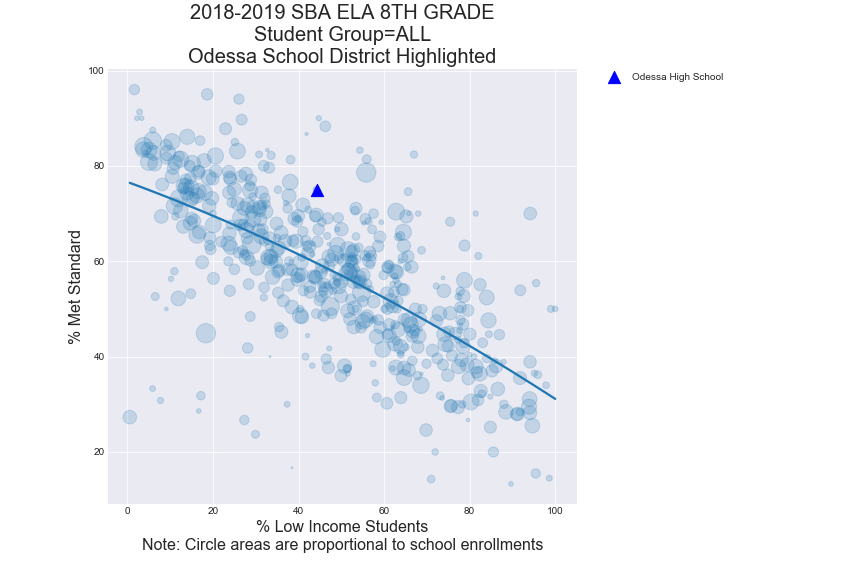 2018-2019 SBA ELA 8TH GRADE
Student Group=ALL
Odessa School District Highlighted
Odessa High School
% Met Standard
100
80
60
40
20
0 20 40 60 80 100
% Low Income Students
Note: Circle areas are proportional to school enrollments